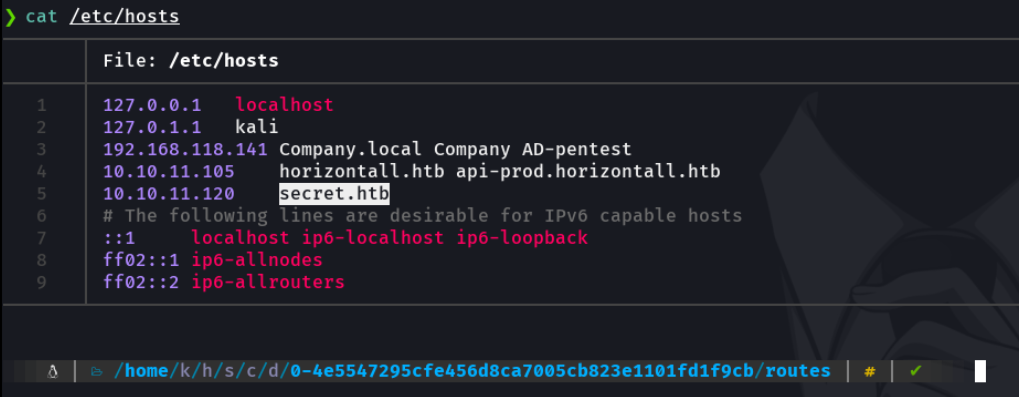 ❯ cat /etc/hosts
File: /etc/hosts
1 127.0.0.1 localhost
2 127.0.1.1 kali
3 192.168.118.141 Company.local Company AD-pentest
4 10.10.11.105 horizontall.htb api-prod.horizontall.htb
5 10.10.11.120 secret.htb
6 # The following lines are desirable for IPv6 capable hosts
7 ::1 localhost ip6-localhost ip6-loopback
8 ff02::1 ip6-allnodes
9 ff02::2 ip6-allrouters
/home/k/h/s/c/d/0-4e5547295cfe456d8ca7005cb823e1101fd1f9cb/routes | # | ✔